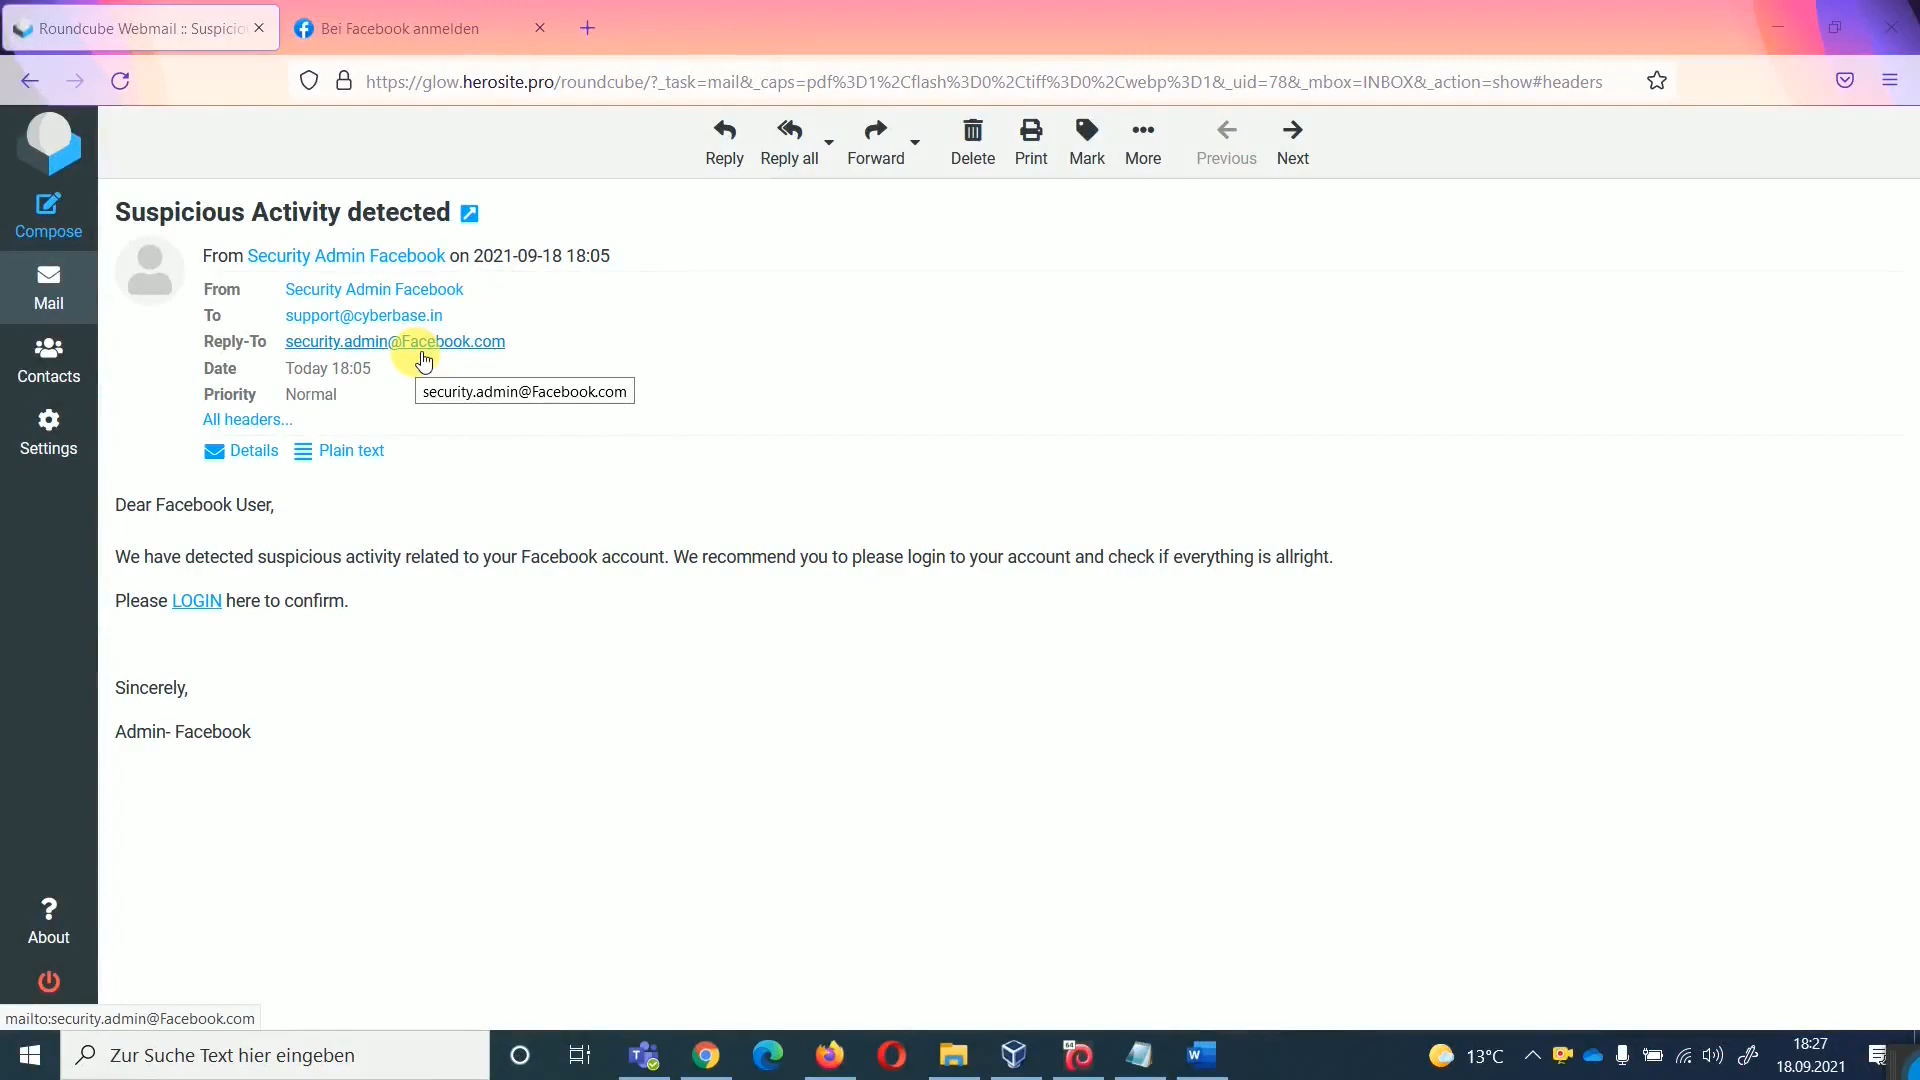 Roundcube Webmail :: Suspicio
Bei Facebook anmelden
https://glow.herosite.pro/roundcube/?_task=mail&_caps=pdf%3D1%2Cflash%3D0%2Ctiff%3D0%2Cwebp%3D1&_uid=78&_mbox=INBOX&_action=show#headers
Reply
Reply all
Forward
Delete
Print
Mark
More
Previous
Next
Compose
Mail
Contacts
Settings
Suspicious Activity detected
From Security Admin Facebook on 2021-09-18 18:05
From Security Admin Facebook
To support@cyberbase.in
Reply-To security.admin@Facebook.com
Date Today 18:05
security.admin@Facebook.com
Priority Normal
All headers...
Details Plain text
Dear Facebook User,
We have detected suspicious activity related to your Facebook account. We recommend you to please login to your account and check if everything is allright.
Please LOGIN here to confirm.
Sincerely,
Admin- Facebook
About
mailto:security.admin@Facebook.com
Zur Suche Text hier eingeben
64
13°C
18:27
18.09.2021